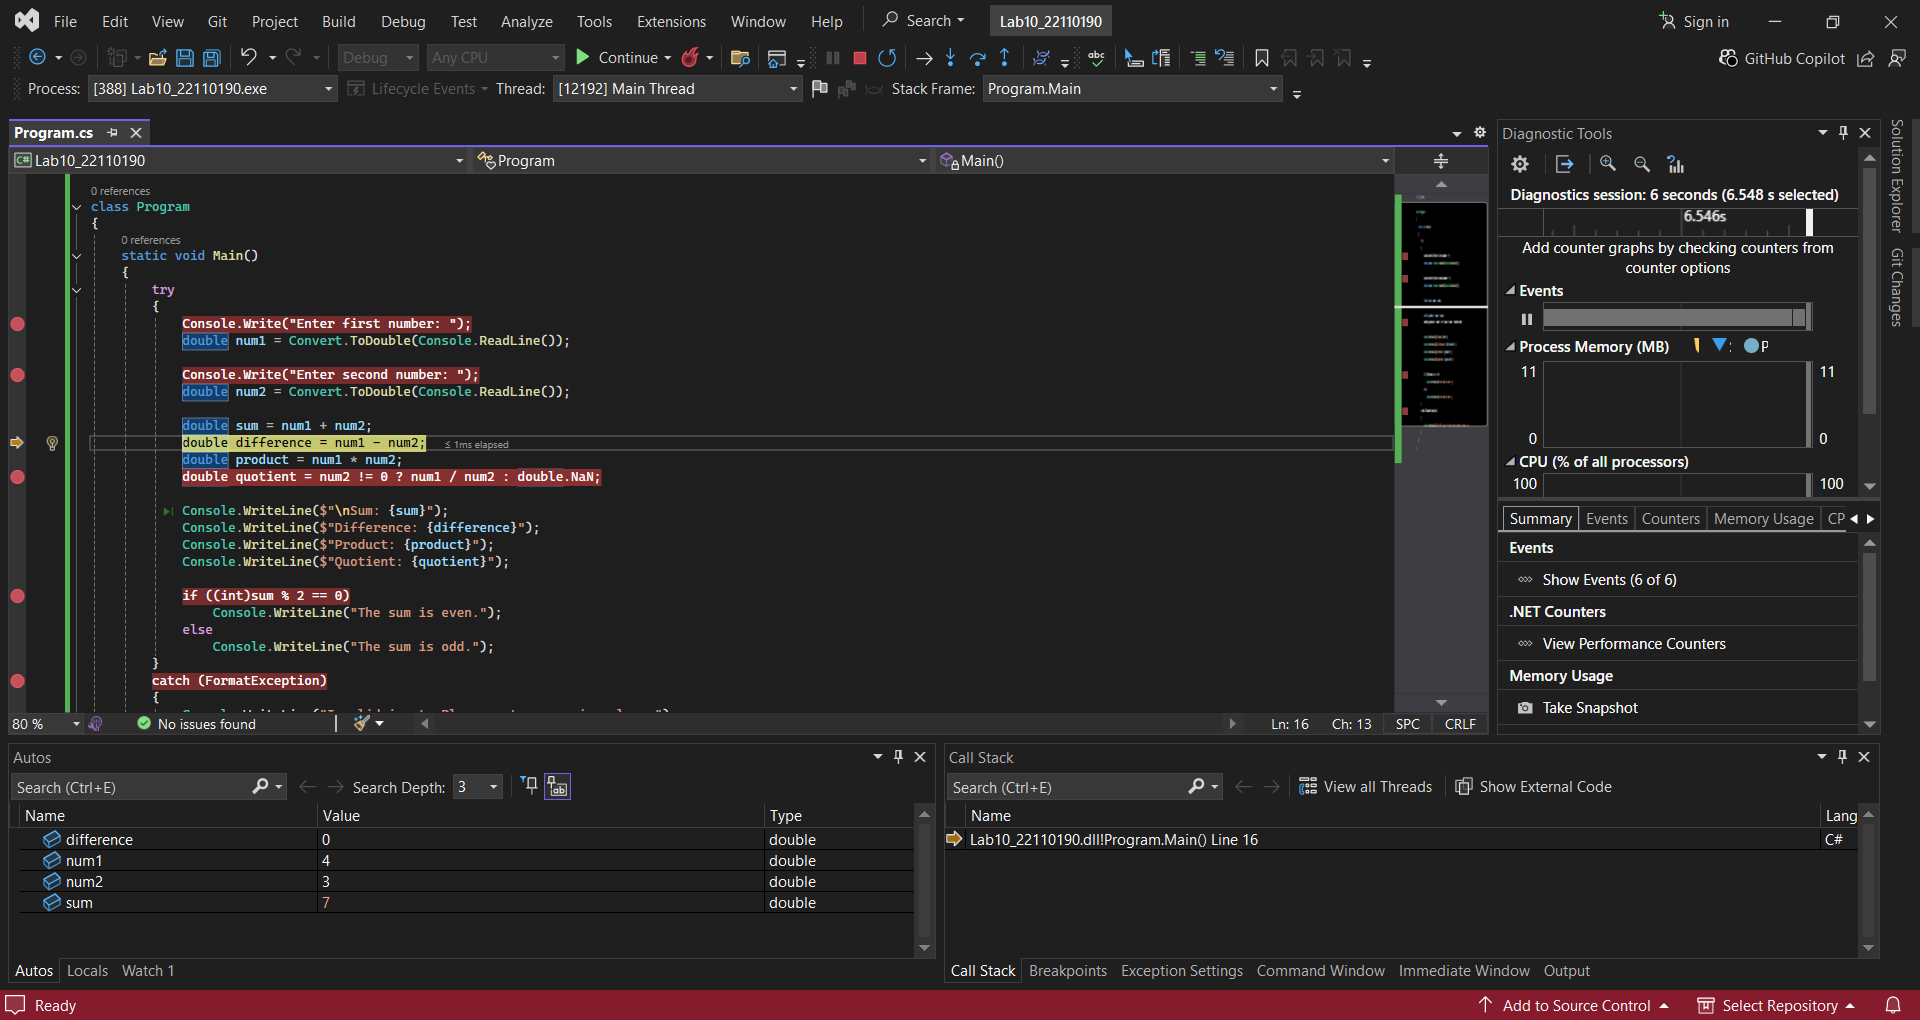 File Edit View Git Project Build Debug Test Analyze Tools Extensions Window Help Search Lab10_22110190 Sign in
Debug Any CPU Continue abc GitHub Copilot
Process: [388] Lab10_22110190.exe Lifecycle Events Thread: [12192] Main Thread Stack Frame: Program.Main
Program.cs
C# Lab10_22110190 Program Main()
0 references
class Program
{
0 references
static void Main()
{
try
{
Console.Write("Enter first number: ");
double num1 = Convert.ToDouble(Console.ReadLine());
Console.Write("Enter second number: ");
double num2 = Convert.ToDouble(Console.ReadLine());
double sum = num1 + num2;
double difference = num1 - num2; ≤ 1ms elapsed
double product = num1 * num2;
double quotient = num2 != 0 ? num1 / num2 : double.NaN;
Console.WriteLine($"\nSum: {sum}");
Console.WriteLine($"Difference: {difference}");
Console.WriteLine($"Product: {product}");
Console.WriteLine($"Quotient: {quotient}");
if ((int)sum % 2 == 0)
Console.WriteLine("The sum is even.");
else
Console.WriteLine("The sum is odd.");
}
catch (FormatException)
{
80 % No issues found Ln: 16 Ch: 13 SPC CRLF
Diagnostic Tools
Diagnostics session: 6 seconds (6.548 s selected)
6.546s
Add counter graphs by checking counters from
counter options
Events
Process Memory (MB) P
11 11
0 0
CPU (% of all processors)
100 100
Summary Events Counters Memory Usage CP
Events
Show Events (6 of 6)
.NET Counters
View Performance Counters
Memory Usage
Take Snapshot
Solution Explorer
Git Changes
Autos
Search (Ctrl+E) Search Depth: 3
Name Value Type
difference 0 double
num1 4 double
num2 3 double
sum 7 double
Autos Locals Watch 1
Call Stack
Search (Ctrl+E) View all Threads Show External Code
Name Lang
Lab10_22110190.dll!Program.Main() Line 16 C#
Call Stack Breakpoints Exception Settings Command Window Immediate Window Output
Ready Add to Source Control Select Repository